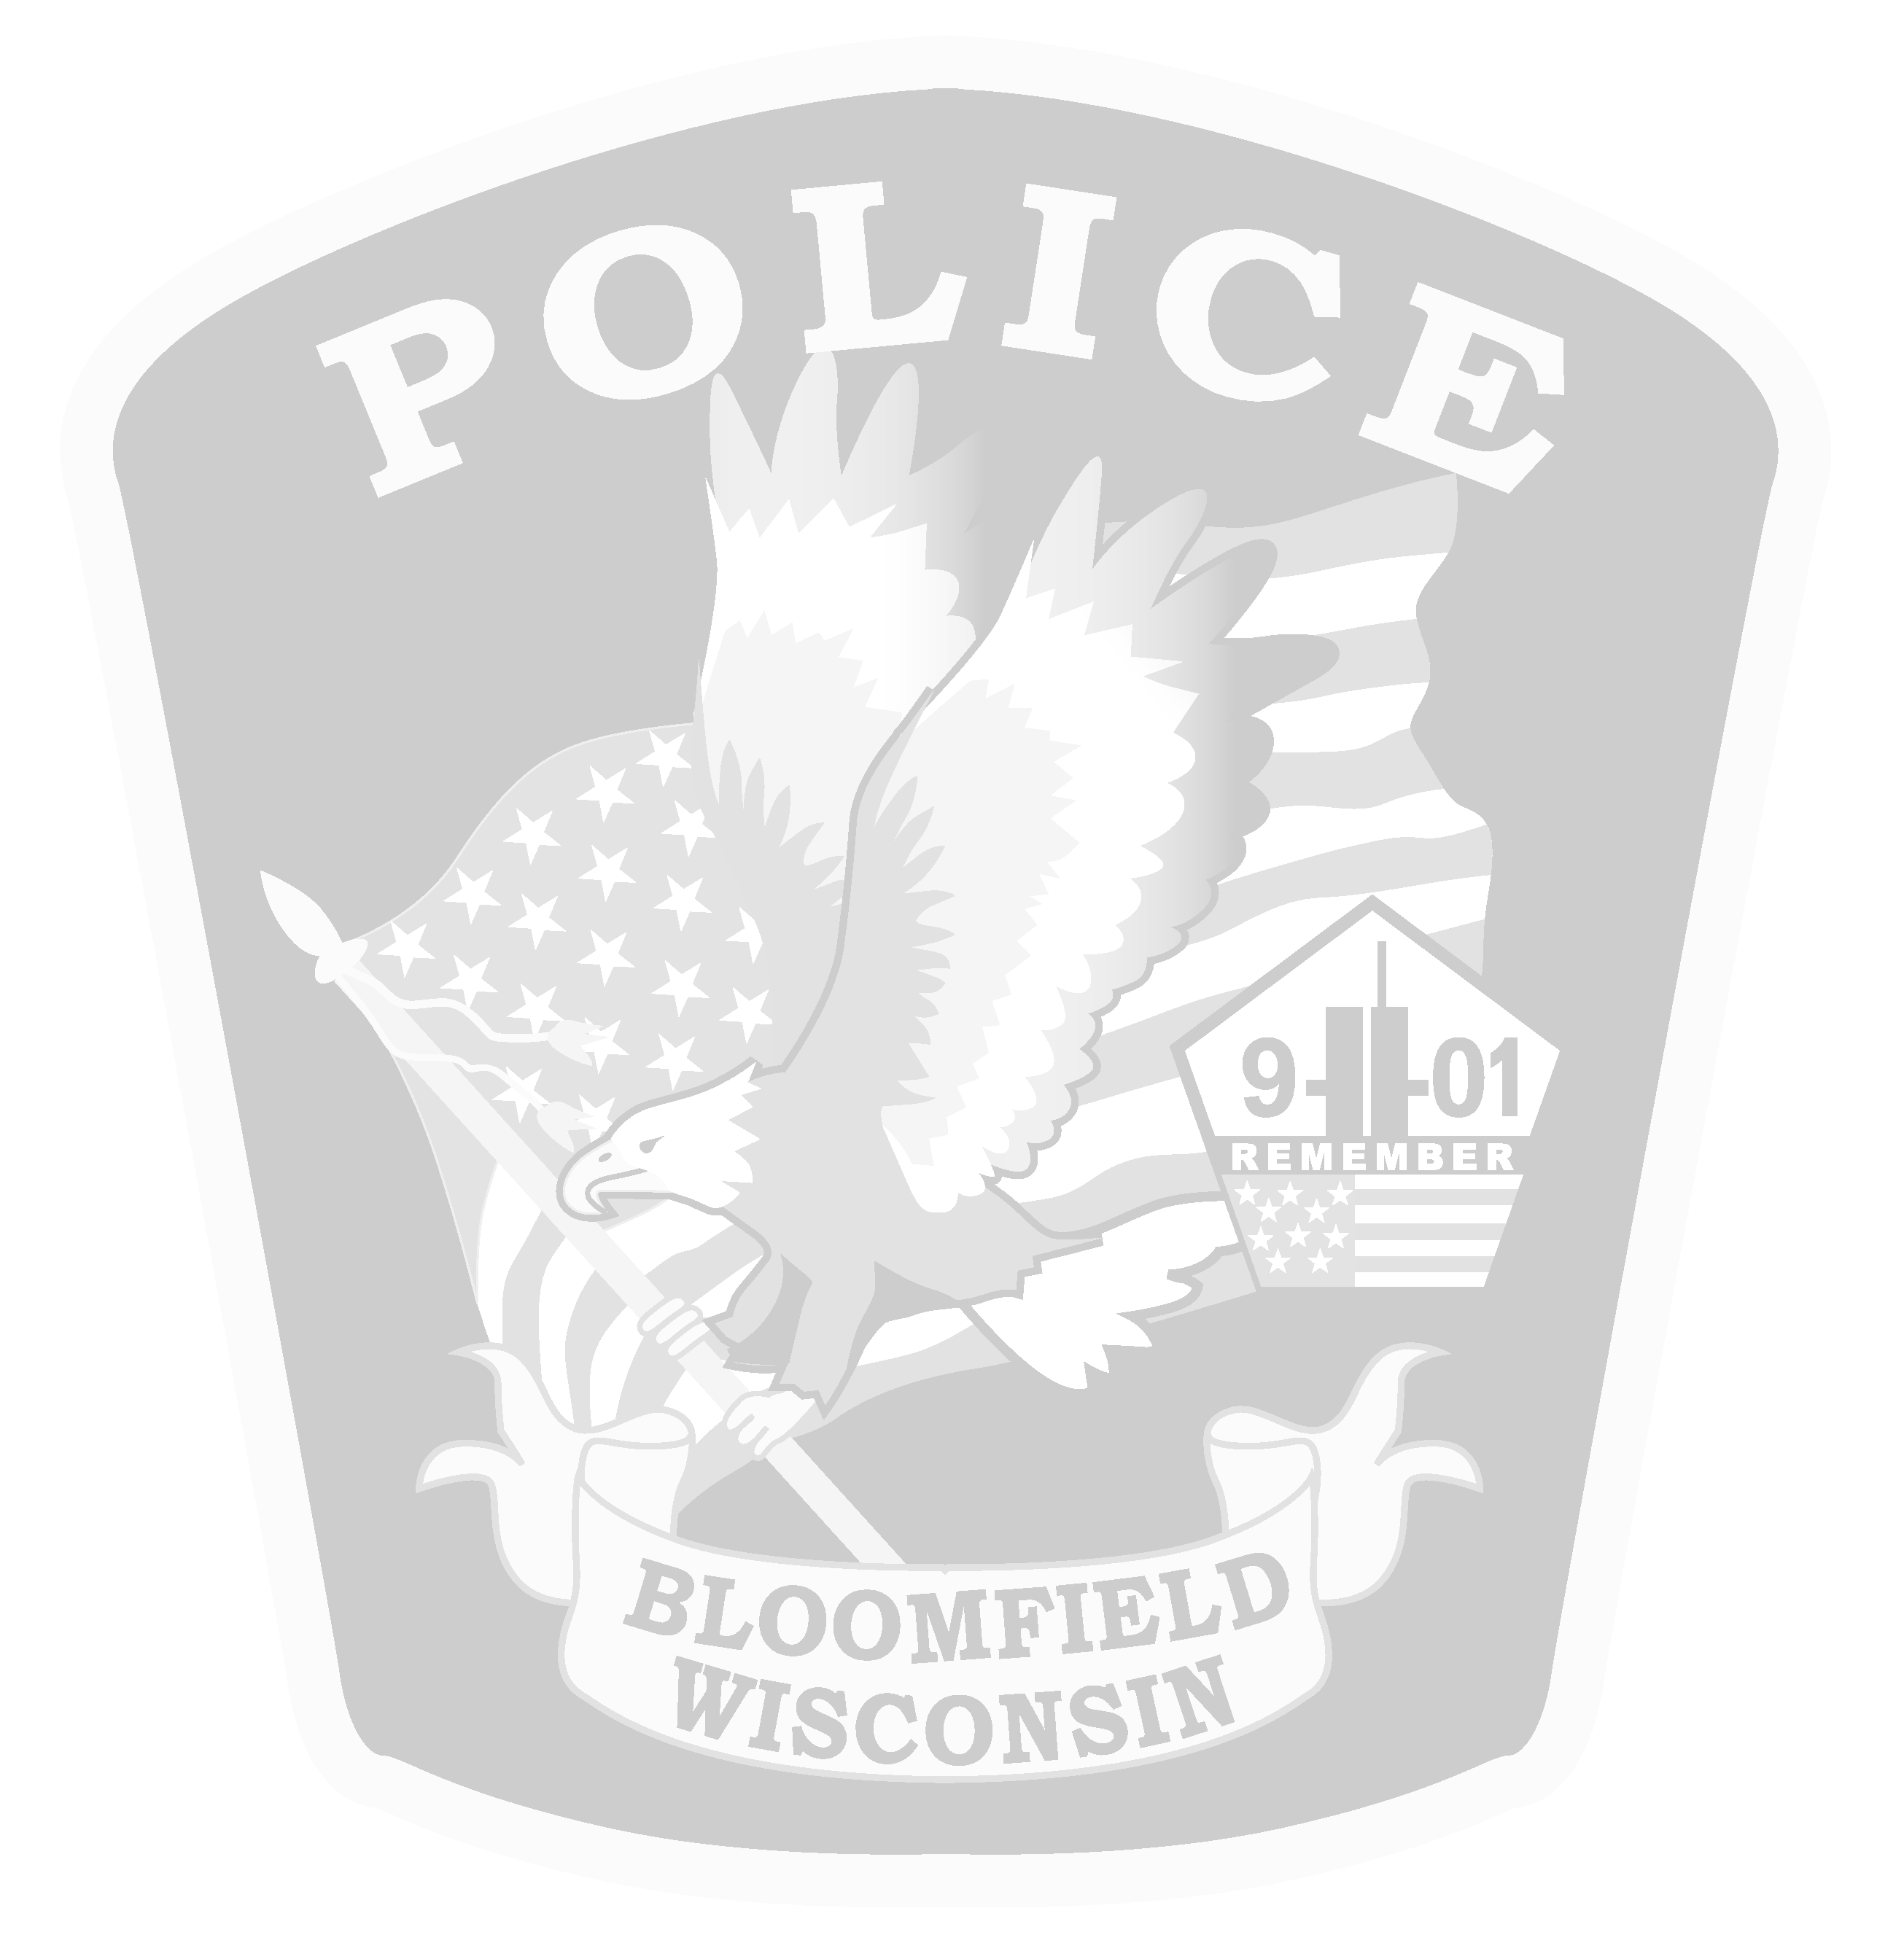 POLICE
9 01
REMEMBER
BLOOMFIELD
WISCONSIN